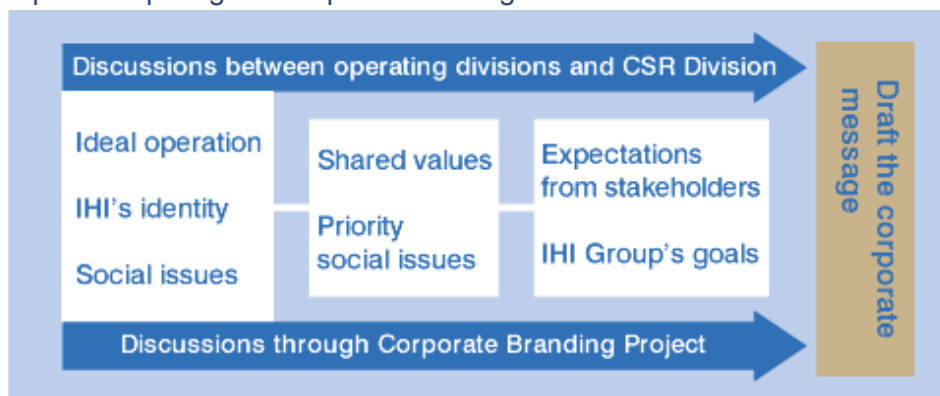 Discussions between operating divisions and CSR Division
Ideal operation
IHI's identity
Social issues
Shared values
Priority
social issues
Expectations
from stakeholders
IHI Group's goals
Discussions through Corporate Branding Project
Draft the corporate
message